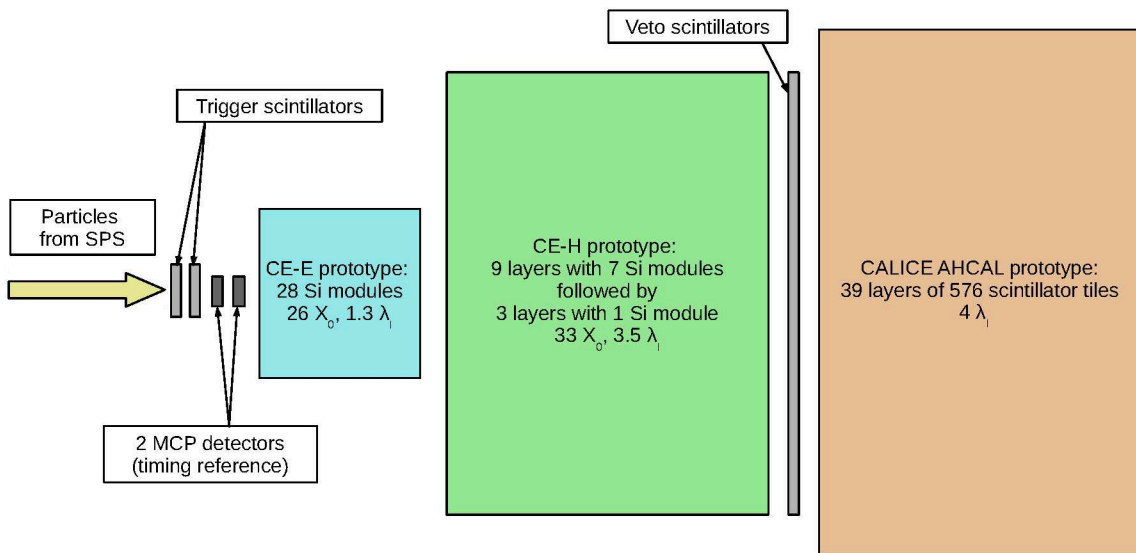 Veto scintillators
Trigger scintillators
Particles
from SPS
CE-E prototype:
28 Si modules
26 X₀, 1.3 λI
CE-H prototype:
9 layers with 7 Si modules
followed by
3 layers with 1 Si module
33 X₀, 3.5 λI
CALICE AHCAL prototype:
39 layers of 576 scintillator tiles
4 λI
2 MCP detectors
(timing reference)